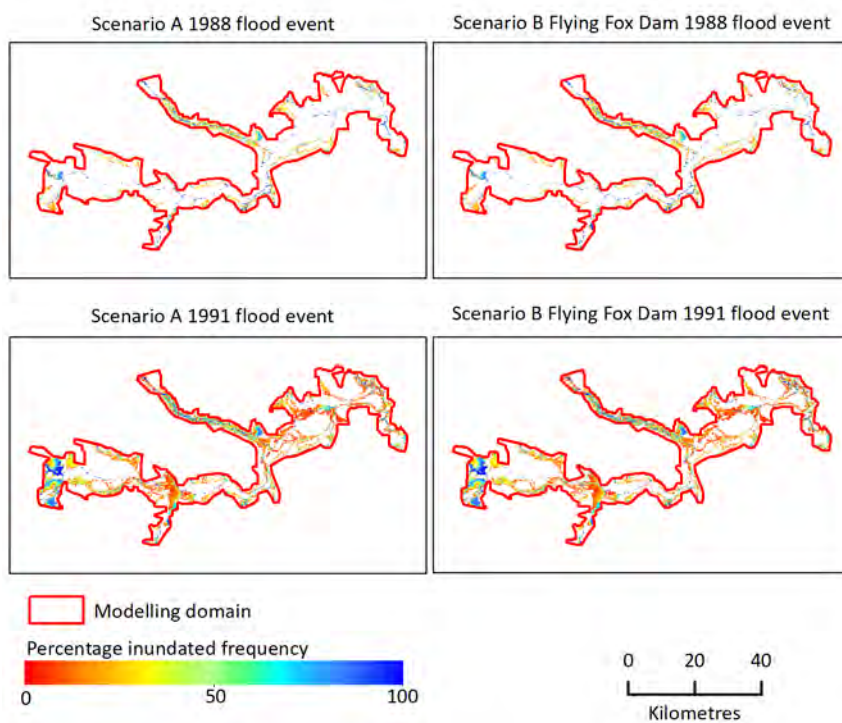 Scenario A 1988 flood event
Scenario B Flying Fox Dam 1988 flood event
Scenario A 1991 flood event
Scenario B Flying Fox Dam 1991 flood event
Modelling domain
Percentage inundated frequency
0 50 100
0 20 40
Kilometres